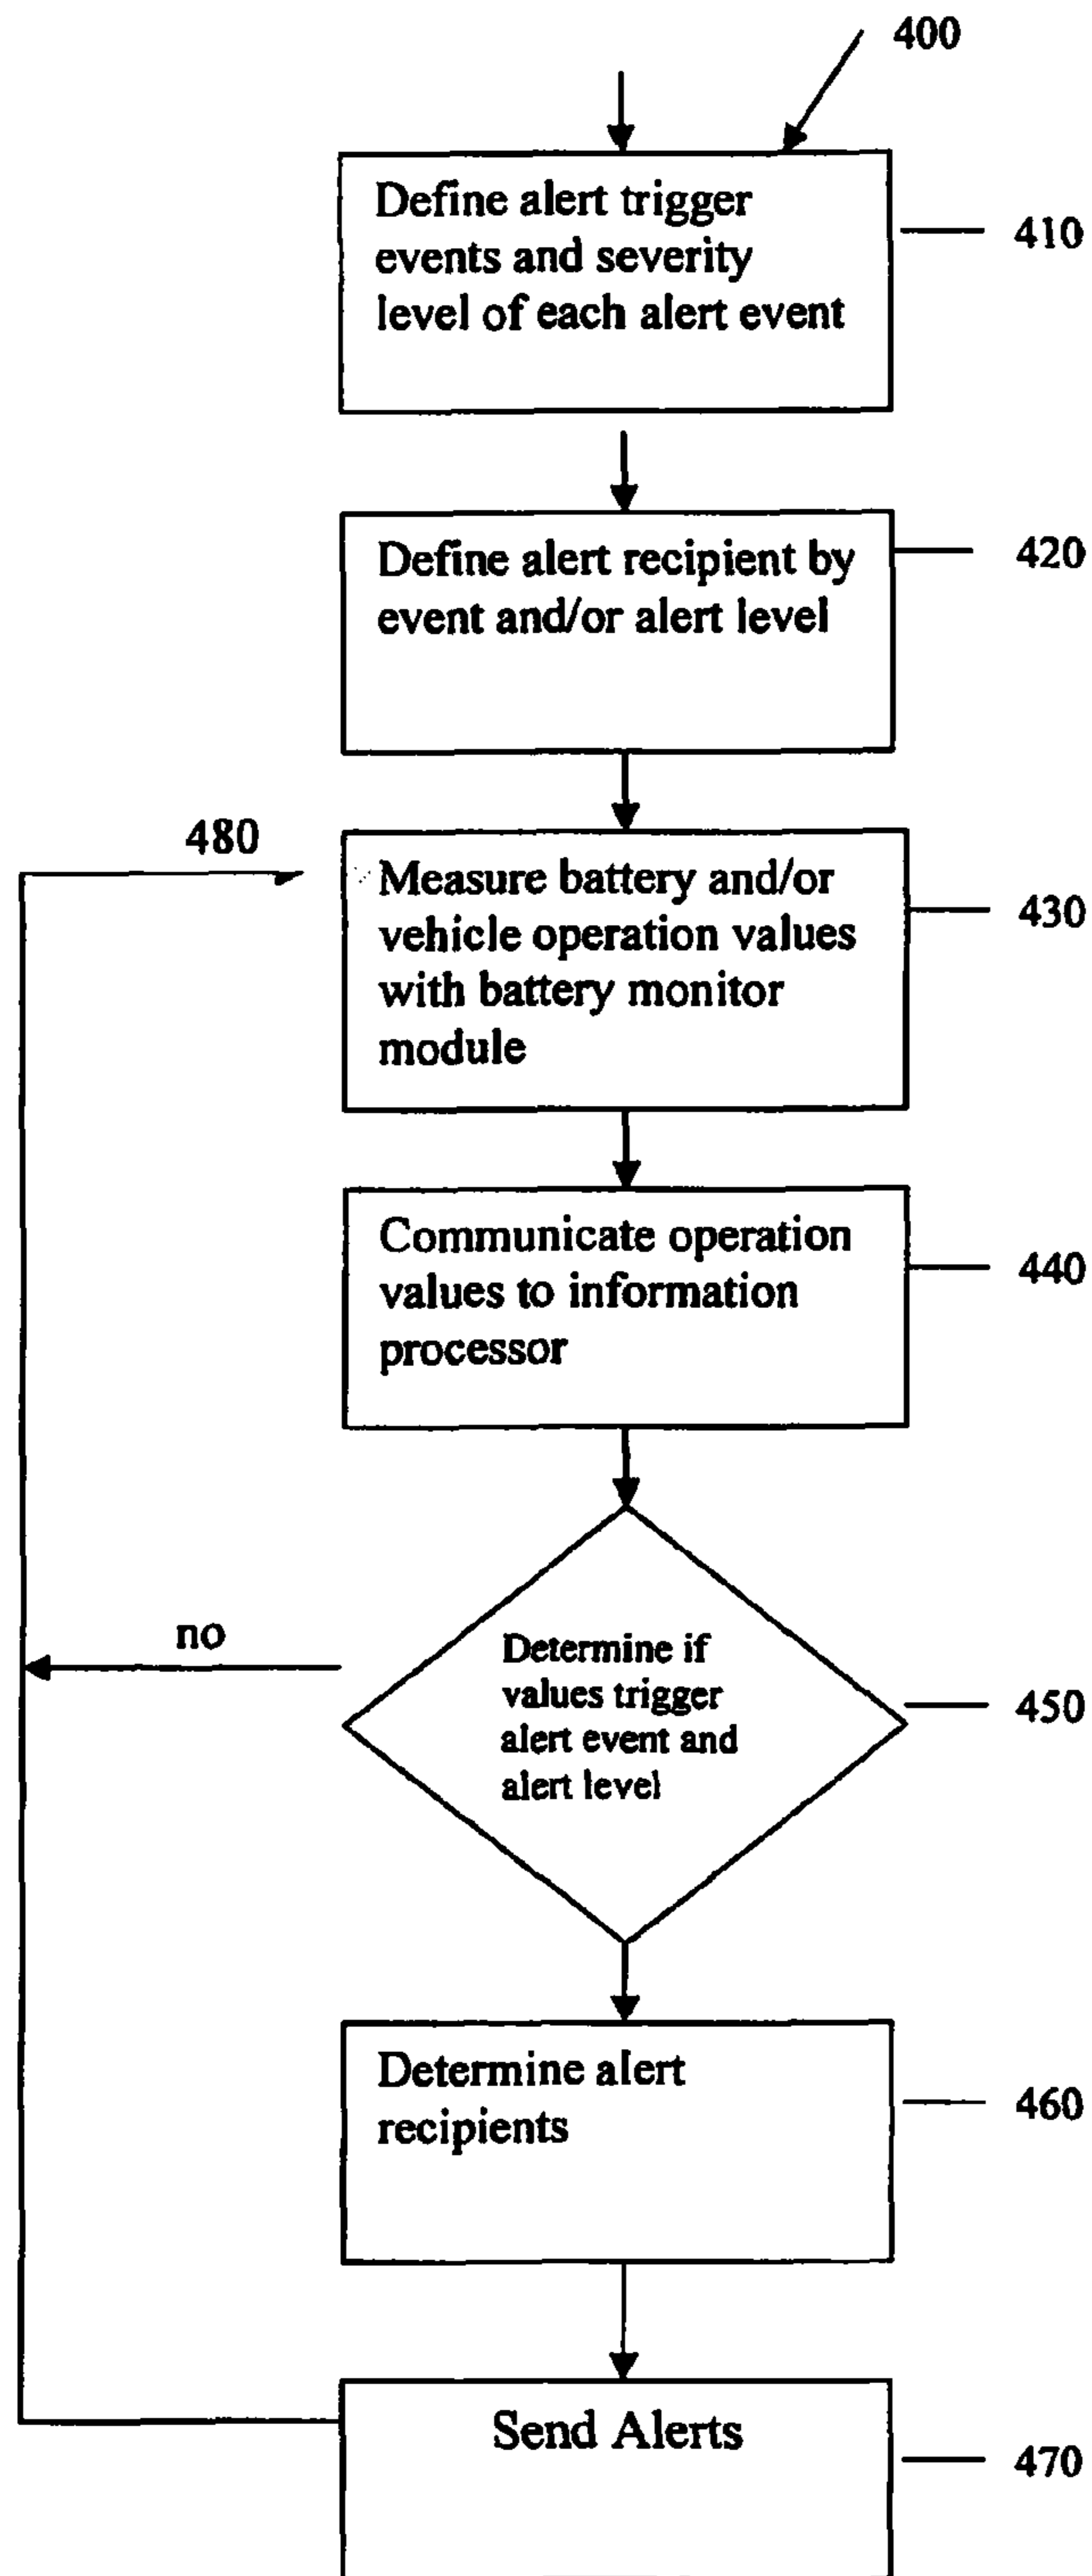 400
Define alert trigger
events and severity
level of each alert event
410
Define alert recipient by
event and/or alert level
420
480
Measure battery and/or
vehicle operation values
with battery monitor
module
430
Communicate operation
values to information
processor
440
no
Determine if
values trigger
alert event and
alert level
450
Determine alert
recipients
460
Send Alerts
470